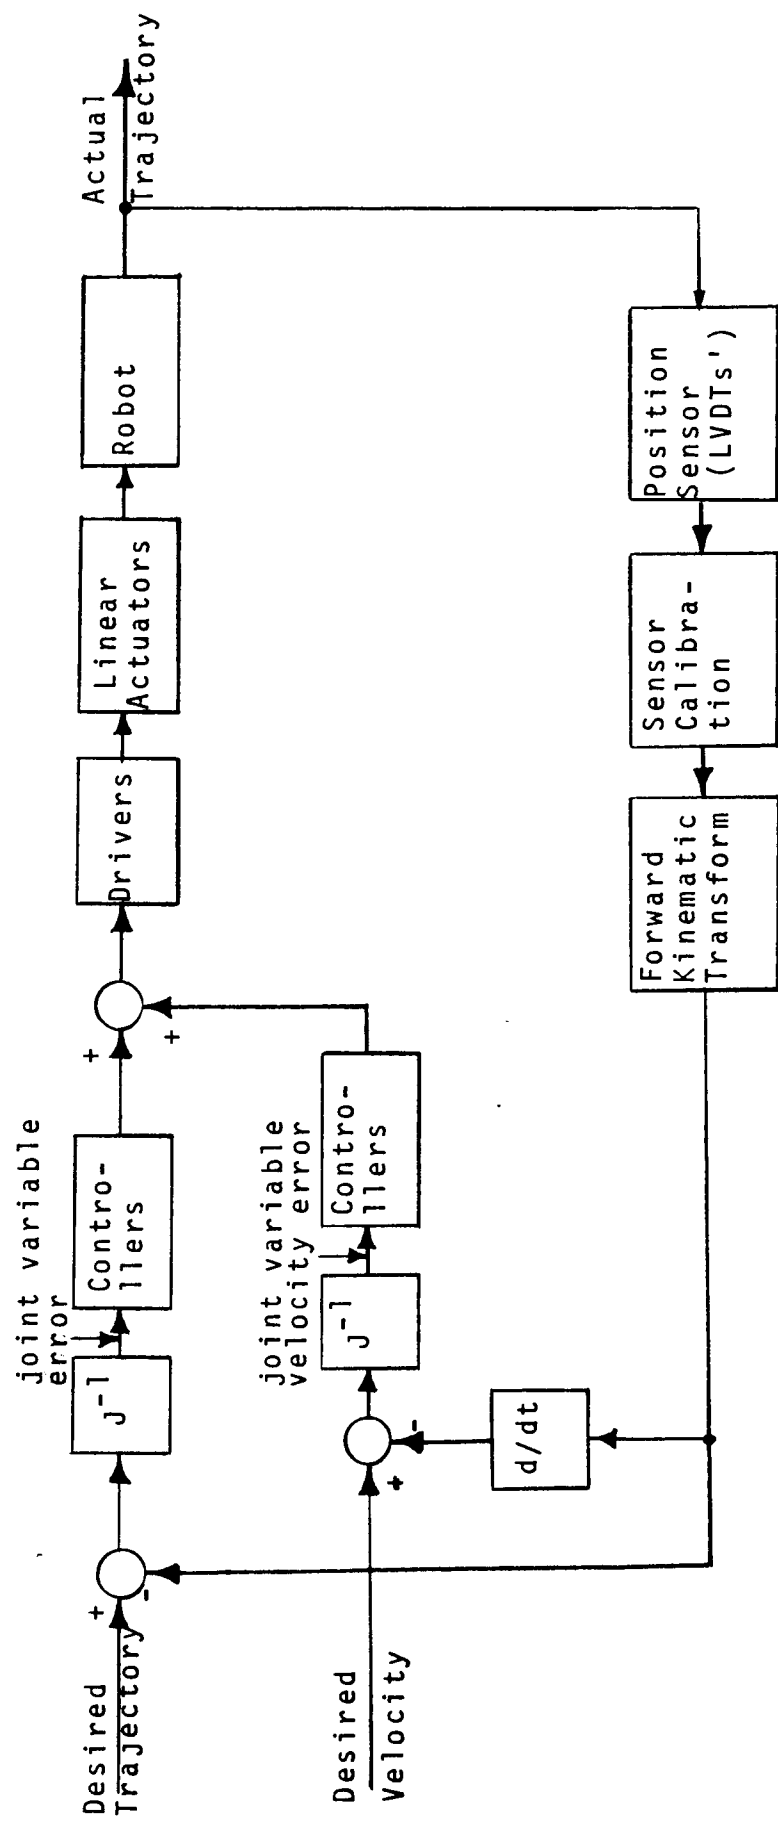 Desired
Trajectory
+
-
J⁻¹
joint variable
error
Contro-
llers
+
+
Drivers
Linear
Actuators
Robot
Actual
Trajectory
Desired
Velocity
+
-
J⁻¹
joint variable
velocity error
Contro-
llers
d/dt
Forward
Kinematic
Transform
Sensor
Calibra-
tion
Position
Sensor
(LVDTs')